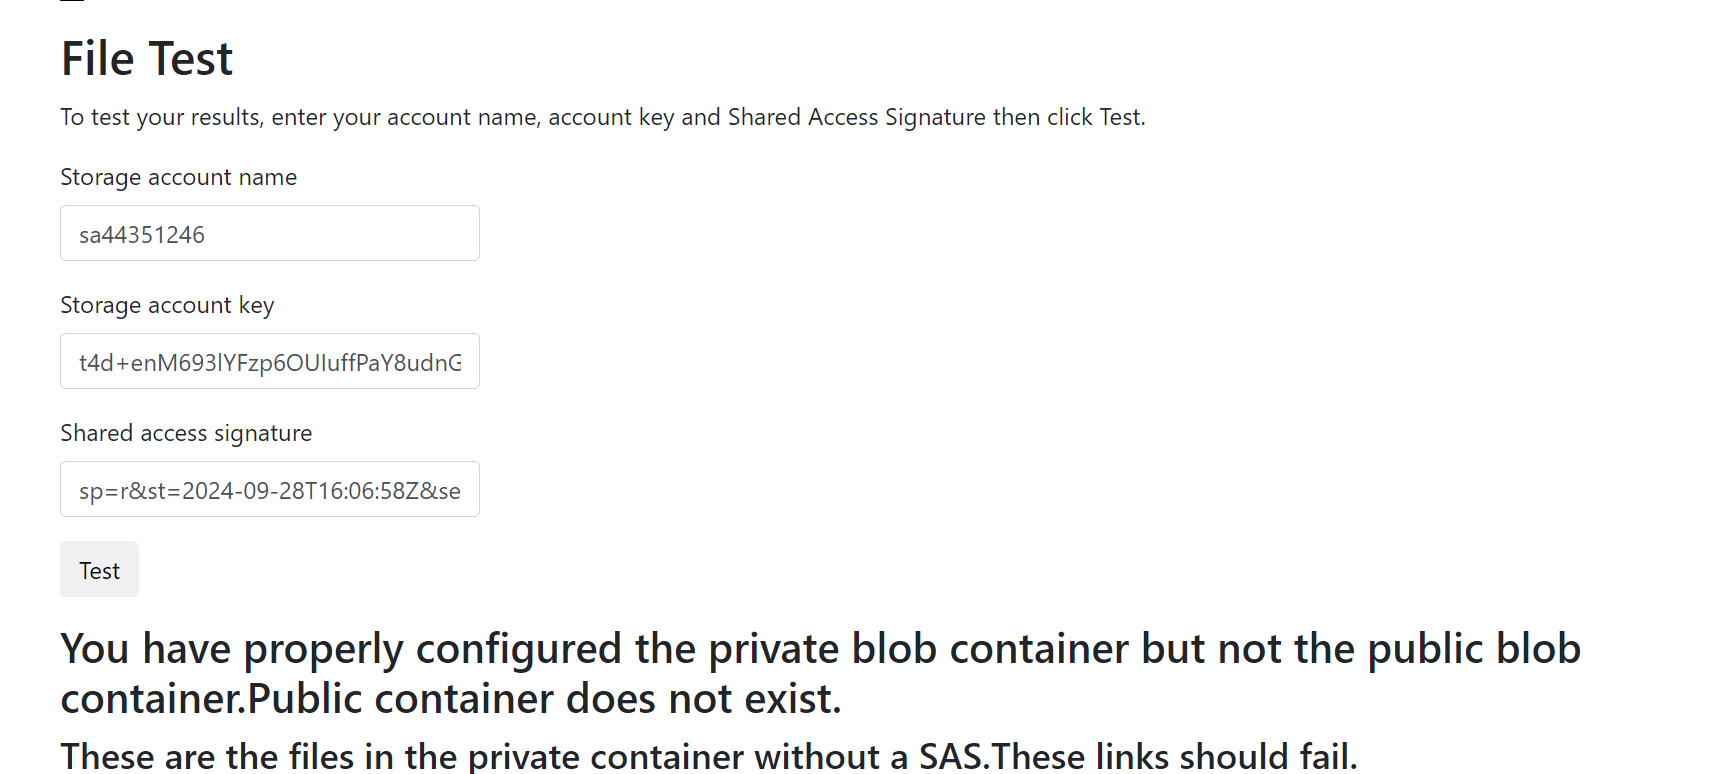 File Test
To test your results, enter your account name, account key and Shared Access Signature then click Test.
Storage account name
sa44351246
Storage account key
t4d+enM693lYFzp6OUIuffPaY8udnG
Shared access signature
sp=r&st=2024-09-28T16:06:58Z&se
Test
You have properly configured the private blob container but not the public blob
container.Public container does not exist.
These are the files in the private container without a SAS.These links should fail.